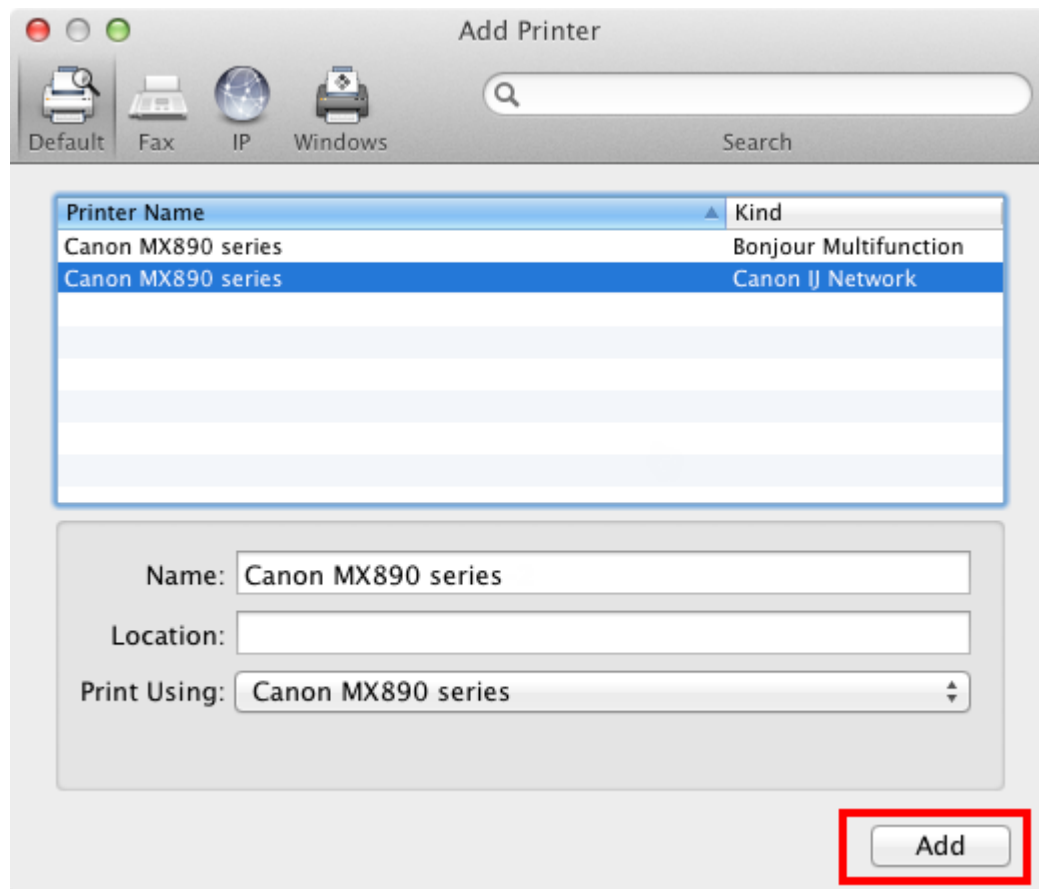 Add Printer
Default Fax IP Windows Search
Printer Name Kind
Canon MX890 series Bonjour Multifunction
Canon MX890 series Canon IJ Network
Name: Canon MX890 series
Location:
Print Using: Canon MX890 series
Add